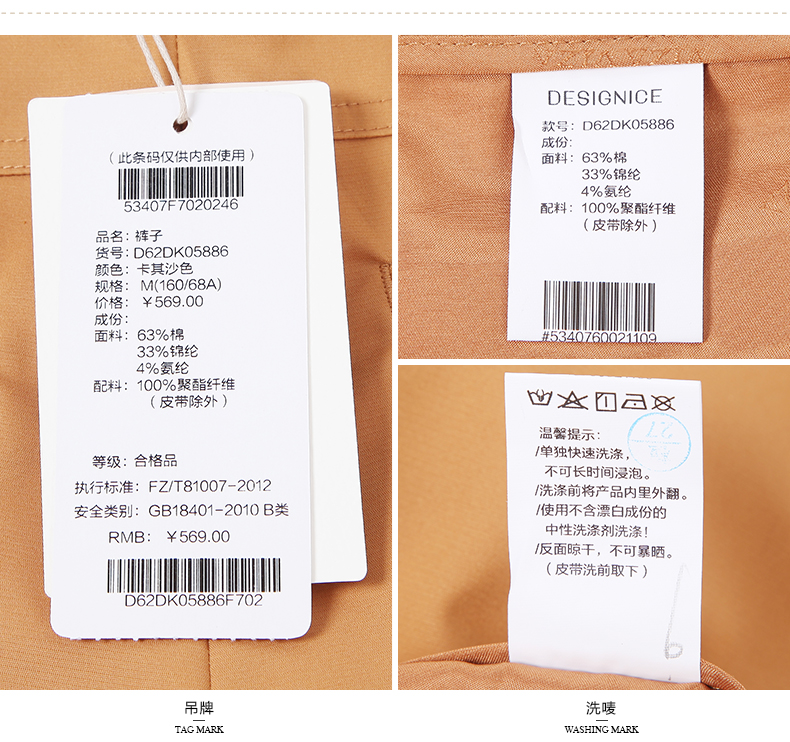 （此条码仅供内部使用）
53407F7020246
品名：裤子
货号：D62DK05886
颜色：卡其沙色
规格：M(160/68A)
价格：￥569.00
成份：
面料：63%棉
33%锦纶
4%氨纶
配料：100%聚酯纤维
（皮带除外）
等级：合格品
执行标准：FZ/T81007-2012
安全类别：GB18401-2010 B类
RMB：￥569.00
D62DK05886F702
吊牌
TAG MARK
DESIGNICE
款号：D62DK05886
成份：
面料：63%棉
33%锦纶
4%氨纶
配料：100%聚酯纤维
（皮带除外）
#5340760021109
温馨提示：
/单独快速洗涤，
不可长时间浸泡。
/洗涤前将产品内里外翻。
/使用不含漂白成份的
中性洗涤剂洗涤！
/反面晾干，不可暴晒。
（皮带洗前取下）
洗唛
WASHING MARK